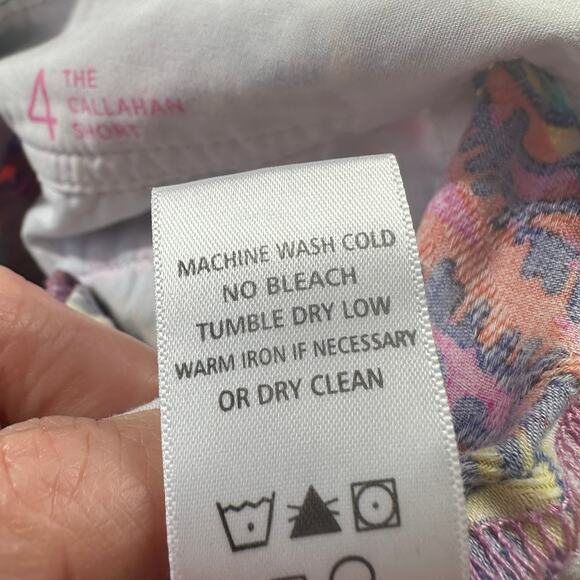 4
THE
CALLAHAN
SHORT
MACHINE WASH COLD
NO BLEACH
TUMBLE DRY LOW
WARM IRON IF NECESSARY
OR DRY CLEAN